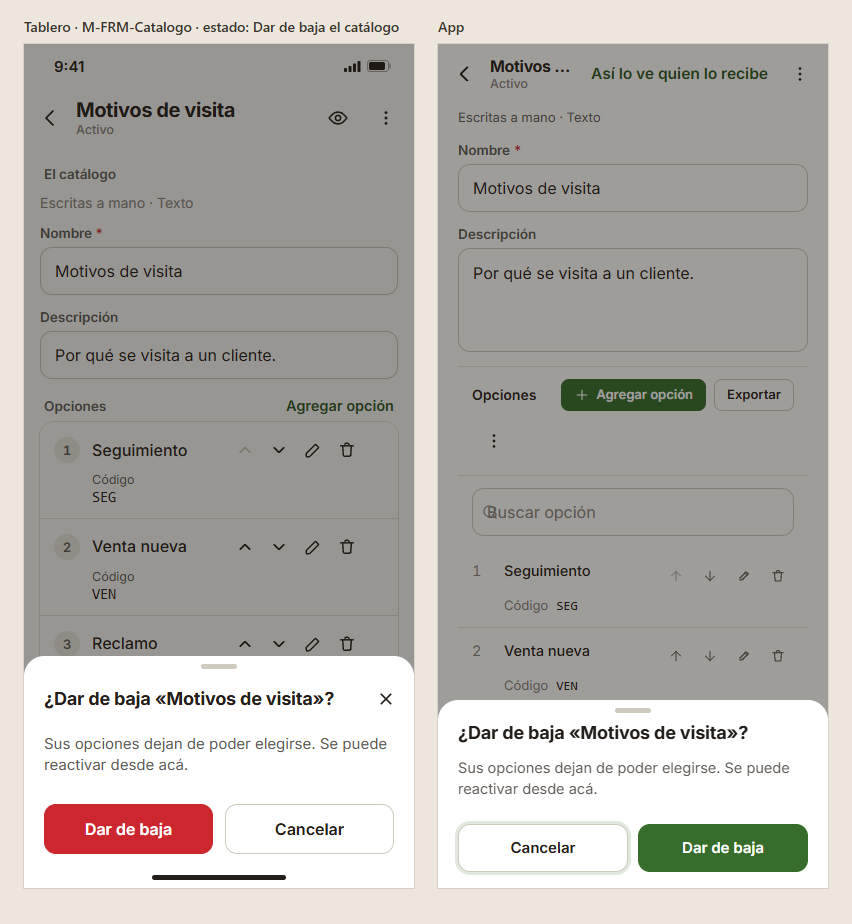 Tablero · M-FRM-Catalogo · estado: Dar de baja el catálogo
9:41
Motivos de visita
Activo
El catálogo
Escritas a mano · Texto
Nombre *
Motivos de visita
Descripción
Por qué se visita a un cliente.
Opciones Agregar opción
1 Seguimiento
Código
SEG
2 Venta nueva
Código
VEN
3 Reclamo
¿Dar de baja «Motivos de visita»?
Sus opciones dejan de poder elegirse. Se puede
reactivar desde acá.
Dar de baja Cancelar
App
Motivos ... Así lo ve quien lo recibe
Activo
Escritas a mano · Texto
Nombre *
Motivos de visita
Descripción
Por qué se visita a un cliente.
Opciones + Agregar opción Exportar
Buscar opción
1 Seguimiento
Código SEG
2 Venta nueva
Código VEN
¿Dar de baja «Motivos de visita»?
Sus opciones dejan de poder elegirse. Se puede
reactivar desde acá.
Cancelar Dar de baja